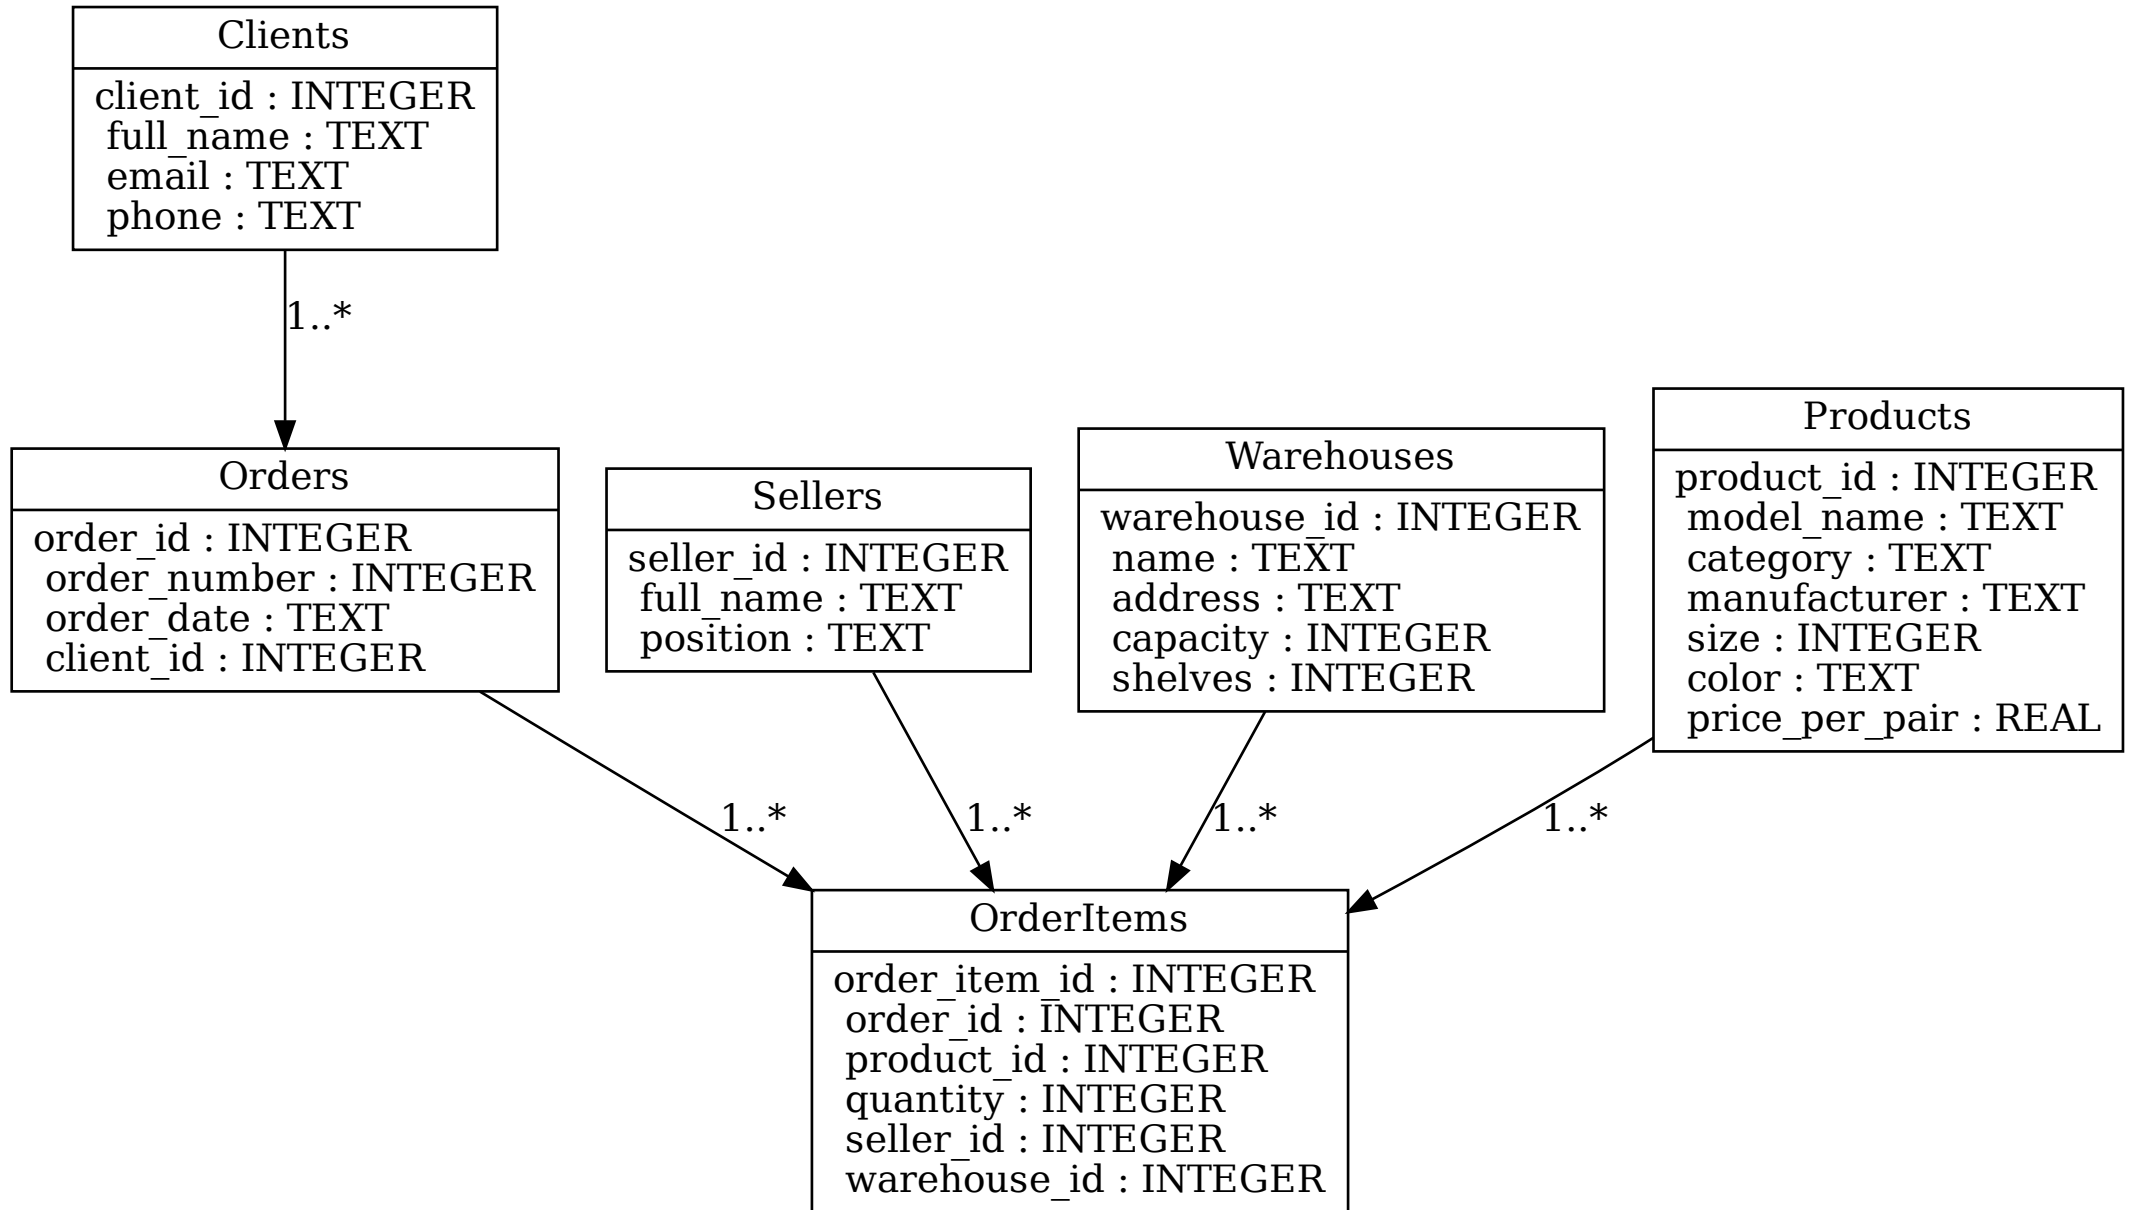 Clients
client_id : INTEGER
full_name : TEXT
email : TEXT
phone : TEXT
1..*
Orders
order_id : INTEGER
order_number : INTEGER
order_date : TEXT
client_id : INTEGER
Sellers
seller_id : INTEGER
full_name : TEXT
position : TEXT
Warehouses
warehouse_id : INTEGER
name : TEXT
address : TEXT
capacity : INTEGER
shelves : INTEGER
Products
product_id : INTEGER
model_name : TEXT
category : TEXT
manufacturer : TEXT
size : INTEGER
color : TEXT
price_per_pair : REAL
1..*
1..*
1..*
1..*
OrderItems
order_item_id : INTEGER
order_id : INTEGER
product_id : INTEGER
quantity : INTEGER
seller_id : INTEGER
warehouse_id : INTEGER